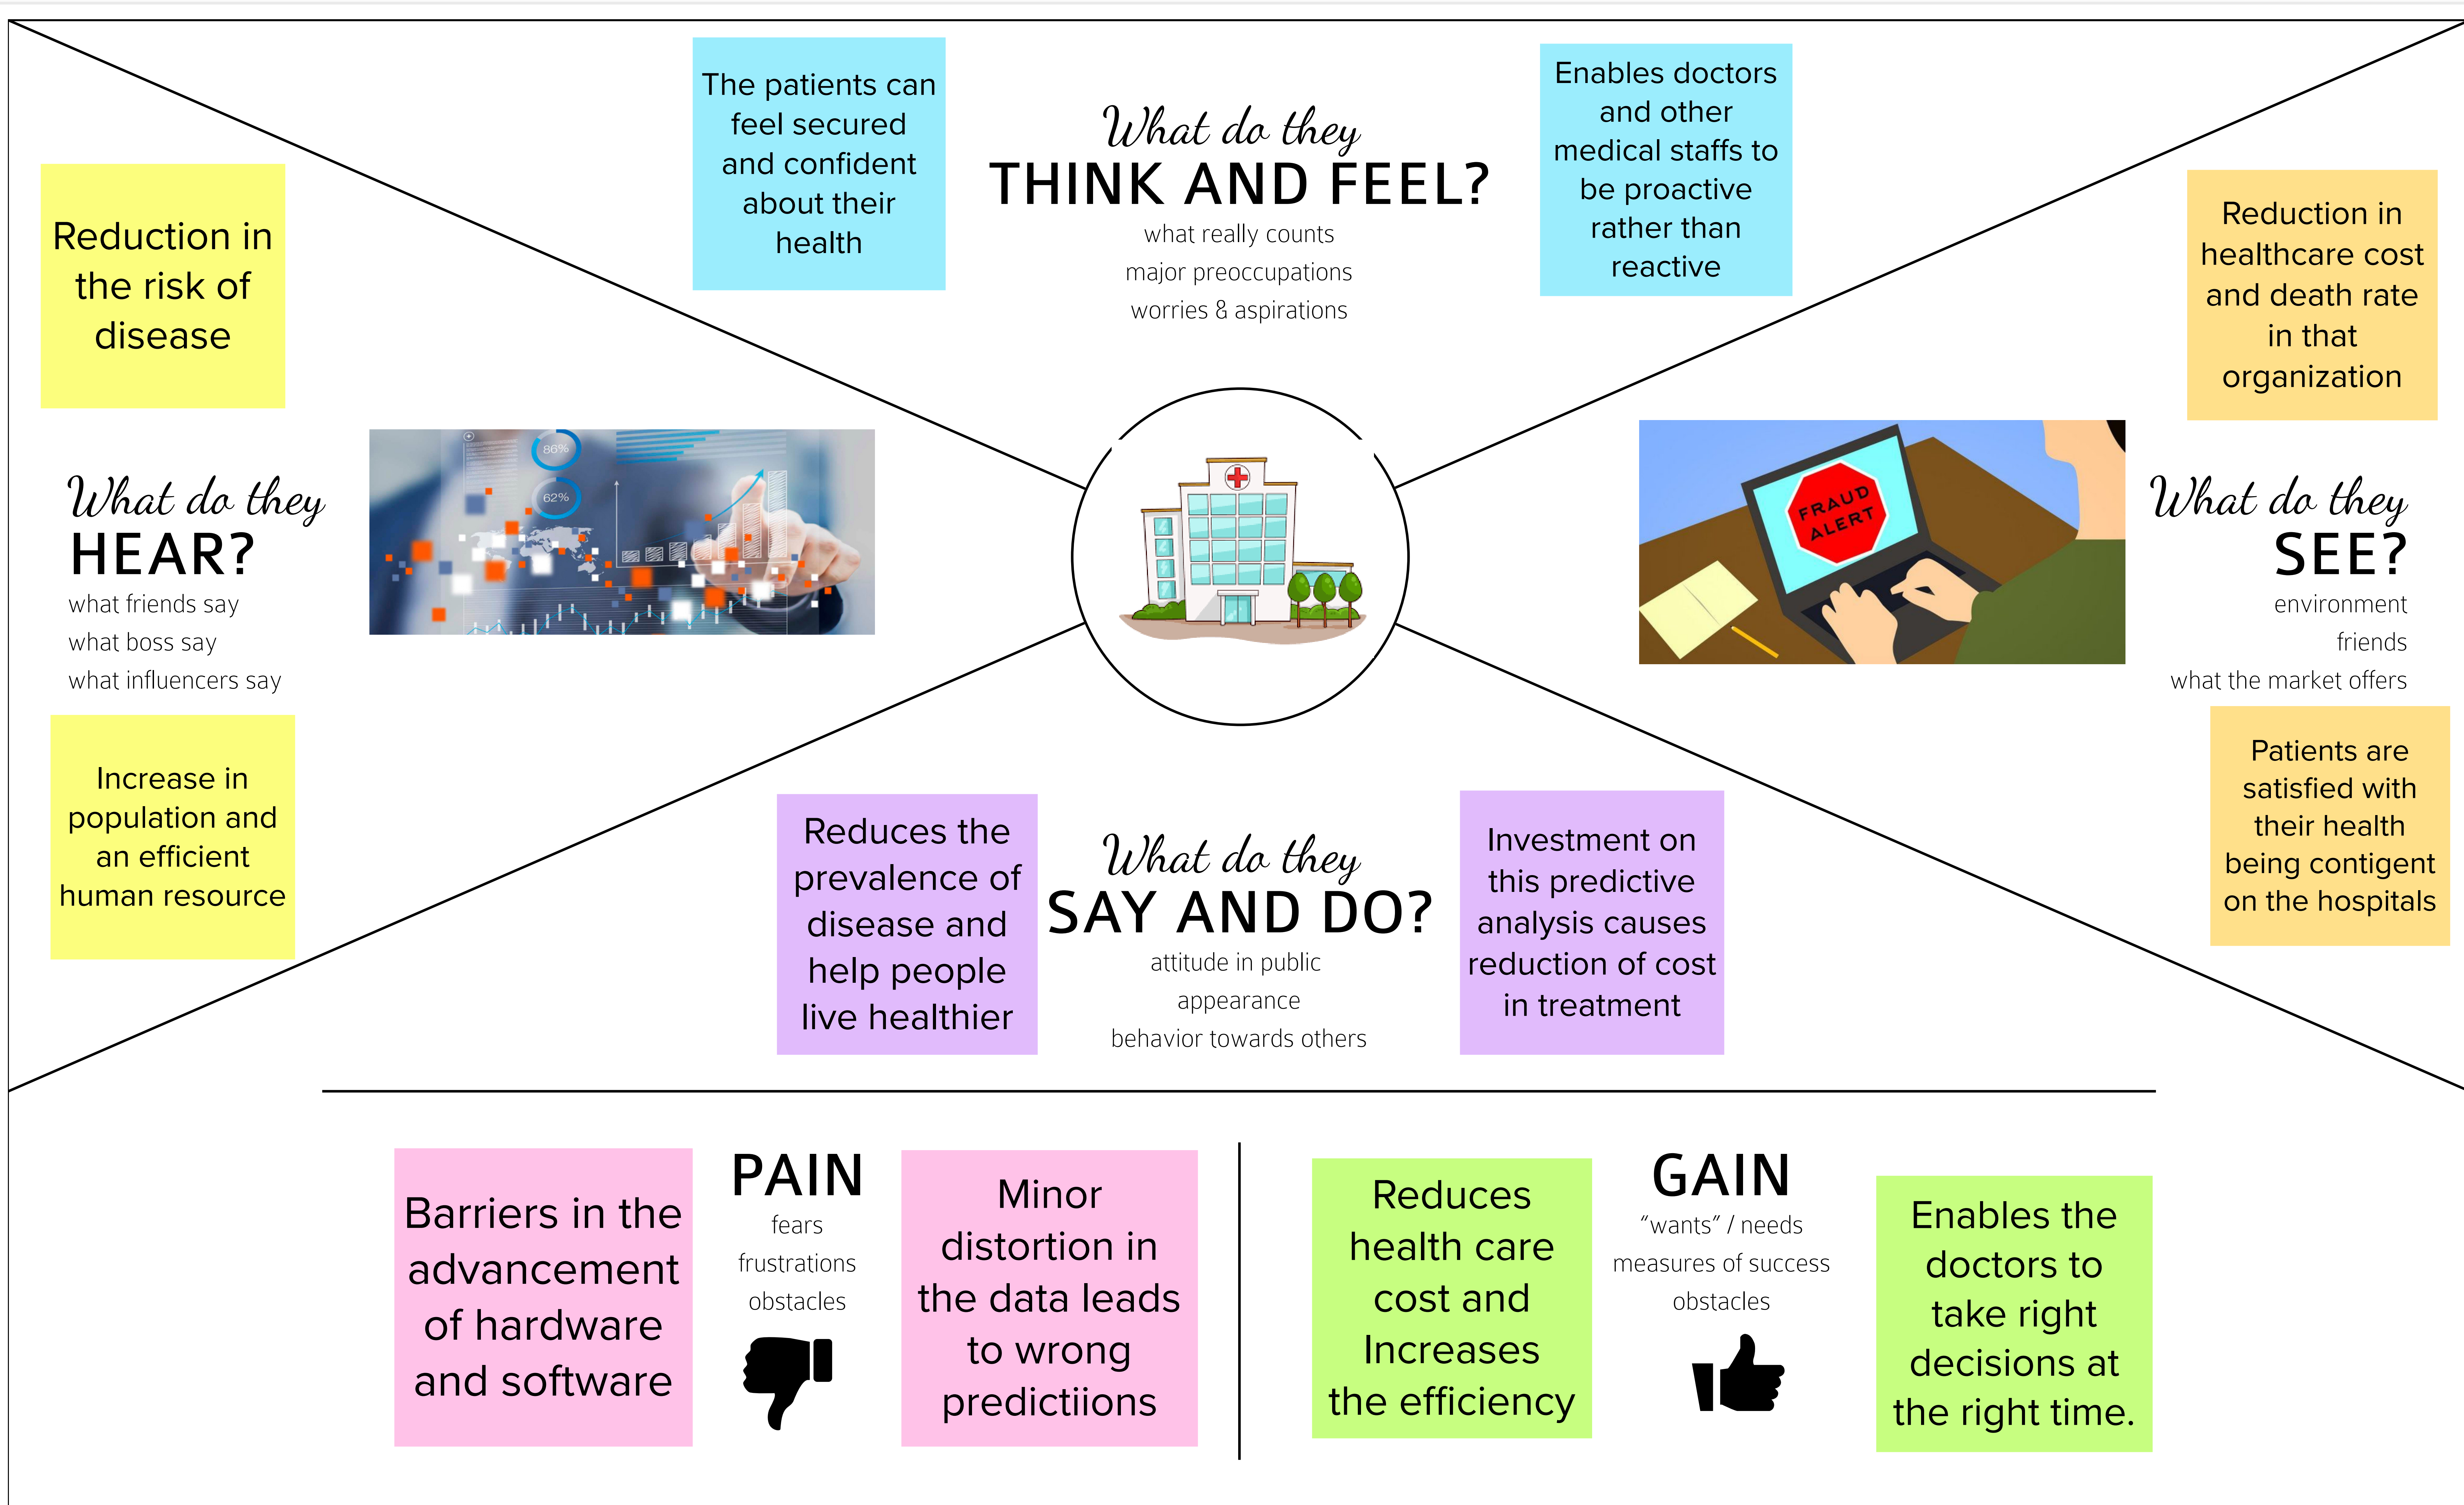 The patients can
feel secured
and confident
about their
health
What do they
THINK AND FEEL?
what really counts
major preoccupations
worries & aspirations
Enables doctors
and other
medical staffs to
be proactive
rather than
reactive
Reduction in
the risk of
disease
What do they
HEAR?
what friends say
what boss say
what influencers say
Increase in
population and
an efficient
human resource
86%
62%
FRAUD
ALERT
Reduction in
healthcare cost
and death rate
in that
organization
What do they
SEE?
environment
friends
what the market offers
Patients are
satisfied with
their health
being contigent
on the hospitals
Reduces the
prevalence of
disease and
help people
live healthier
What do they
SAY AND DO?
attitude in public
appearance
behavior towards others
Investment on
this predictive
analysis causes
reduction of cost
in treatment
Barriers in the
advancement
of hardware
and software
PAIN
fears
frustrations
obstacles
Minor
distortion in
the data leads
to wrong
predictiions
Reduces
health care
cost and
Increases
the efficiency
GAIN
“wants” / needs
measures of success
obstacles
Enables the
doctors to
take right
decisions at
the right time.